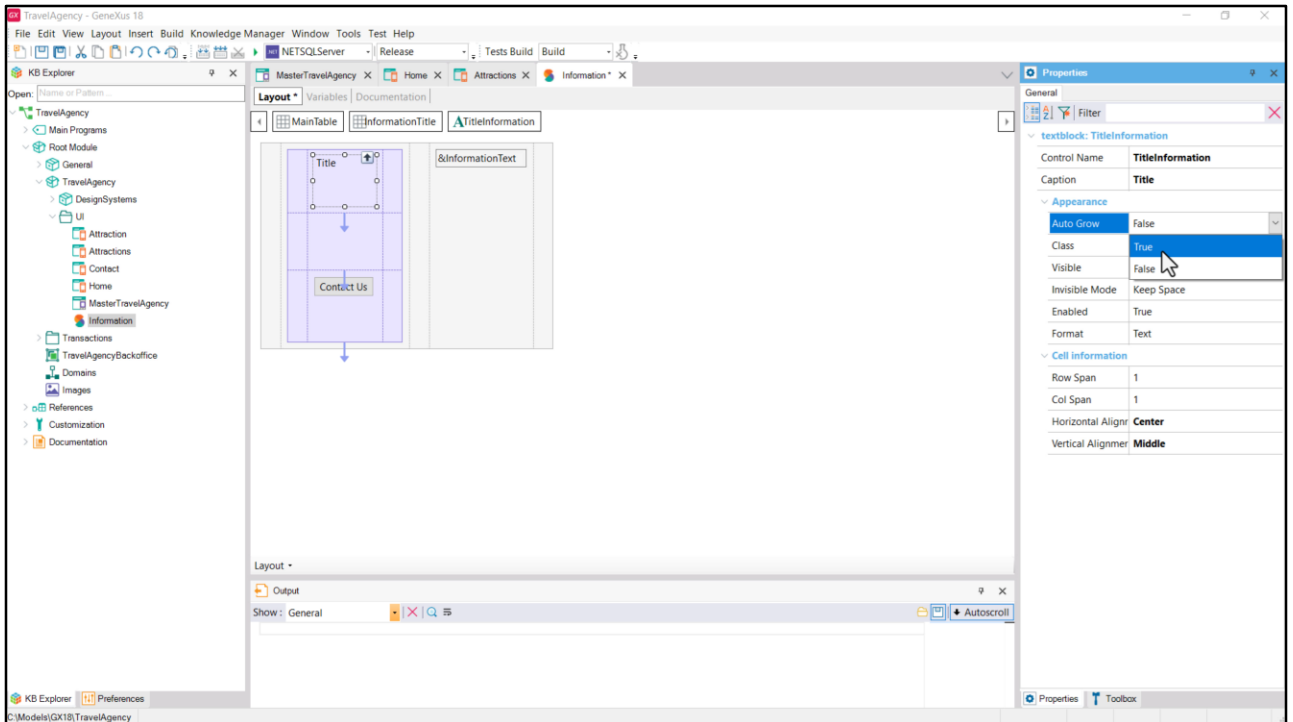 GX TravelAgency - GeneXus 18
File Edit View Layout Insert Build Knowledge Manager Window Tools Test Help
NETSQLServer Release Tests Build Build
KB Explorer
Open: Name or Pattern ...
TravelAgency
Main Programs
Root Module
General
TravelAgency
DesignSystems
UI
Attraction
Attractions
Contact
Home
MasterTravelAgency
Information
Transactions
TravelAgencyBackoffice
Domains
Images
References
Customization
Documentation
KB Explorer Preferences
MasterTravelAgency X Home X Attractions X Information * X
Layout * Variables Documentation
MainTable InformationTitle TitleInformation
Title
&InformationText
Contact Us
Layout
Output
Show: General
Autoscroll
Properties
General
Filter
textblock: TitleInformation
Control Name TitleInformation
Caption Title
Appearance
Auto Grow False
Class True
Visible False
Invisible Mode Keep Space
Enabled True
Format Text
Cell information
Row Span 1
Col Span 1
Horizontal Alignr Center
Vertical Alignmer Middle
Properties Toolbox
C:\Models\GX18\TravelAgency